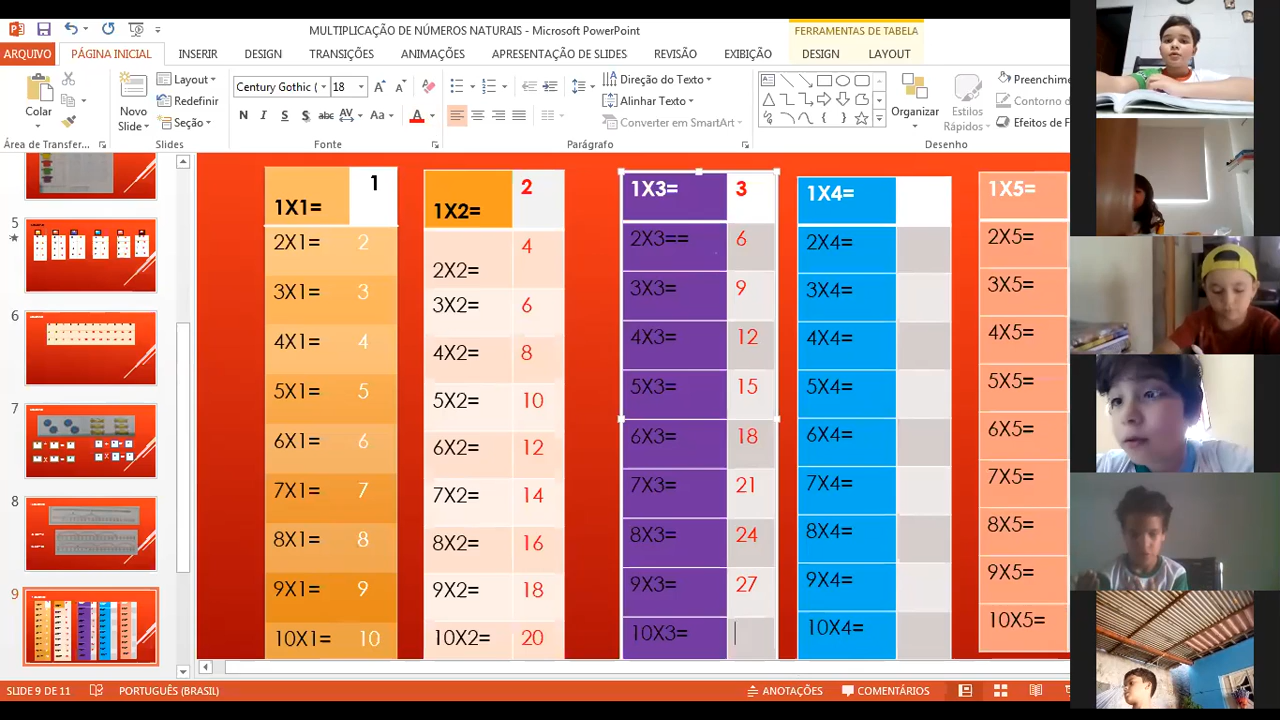 MULTIPLICAÇÃO DE NÚMEROS NATURAIS - Microsoft PowerPoint
FERRAMENTAS DE TABELA
ARQUIVO PÁGINA INICIAL INSERIR DESIGN TRANSIÇÕES ANIMAÇÕES APRESENTAÇÃO DE SLIDES REVISÃO EXIBIÇÃO DESIGN LAYOUT
Colar
Área de Transfer...
Novo Slide
Layout
Redefinir
Seção
Slides
Century Gothic ( 18
N I S S abc AV Aa A
Fonte
Direção do Texto
Alinhar Texto
Converter em SmartArt
Parágrafo
Organizar
Estilos Rápidos
Preenchime
Contorno d
Efeitos de F
Desenho
5
6
7
8
9
1X1= 1
2X1= 2
3X1= 3
4X1= 4
5X1= 5
6X1= 6
7X1= 7
8X1= 8
9X1= 9
10X1= 10
1X2= 2
2X2= 4
3X2= 6
4X2= 8
5X2= 10
6X2= 12
7X2= 14
8X2= 16
9X2= 18
10X2= 20
1X3= 3
2X3== 6
3X3= 9
4X3= 12
5X3= 15
6X3= 18
7X3= 21
8X3= 24
9X3= 27
10X3=
1X4=
2X4=
3X4=
4X4=
5X4=
6X4=
7X4=
8X4=
9X4=
10X4=
1X5=
2X5=
3X5=
4X5=
5X5=
6X5=
7X5=
8X5=
9X5=
10X5=
SLIDE 9 DE 11 PORTUGUÊS (BRASIL) ANOTAÇÕES COMENTÁRIOS